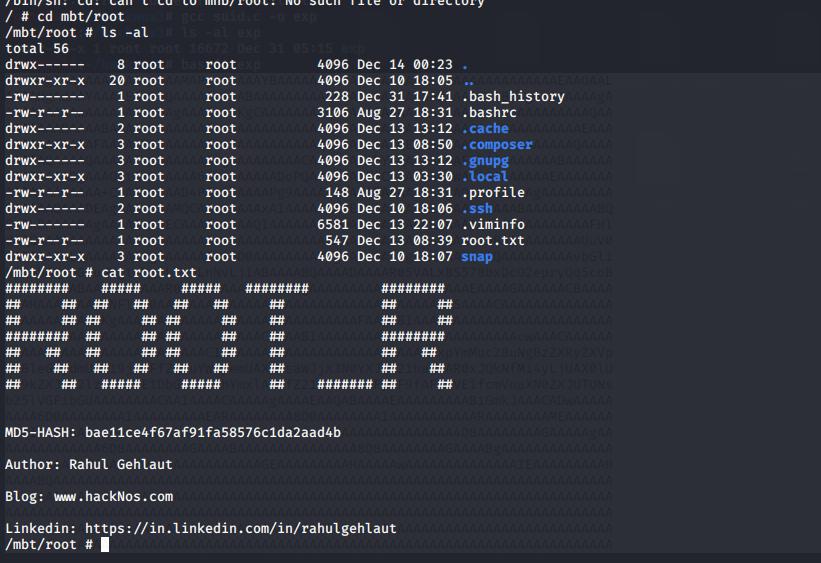 /bin/sh: cd: can't cd to mnb/root: No such file or directory
/ # cd mbt/root
/mbt/root # ls -al
total 56
drwx------    8 root     root          4096 Dec 14 00:23 .
drwxr-xr-x   20 root     root          4096 Dec 10 18:05 ..
-rw-------    1 root     root           228 Dec 31 17:41 .bash_history
-rw-r--r--    1 root     root          3106 Aug 27 18:31 .bashrc
drwx------    2 root     root          4096 Dec 13 13:12 .cache
drwxr-xr-x    3 root     root          4096 Dec 13 08:50 .composer
drwx------    3 root     root          4096 Dec 13 13:12 .gnupg
drwxr-xr-x    3 root     root          4096 Dec 13 03:30 .local
-rw-r--r--    1 root     root           148 Aug 27 18:31 .profile
drwx------    2 root     root          4096 Dec 10 18:06 .ssh
-rw-------    1 root     root          6581 Dec 13 22:07 .viminfo
-rw-r--r--    1 root     root           547 Dec 13 08:39 root.txt
drwxr-xr-x    3 root     root          4096 Dec 10 18:07 snap
/mbt/root # cat root.txt
########    #####     #####   ########         ########
##     ##  ##   ##   ##   ##     ##            ##     ##
##     ## ##     ## ##     ##    ##            ##     ##
######## ##     ## ##     ##    ##            ########
##   ##   ##     ## ##     ##    ##            ##   ##
##    ##   ##   ##   ##   ##     ##            ##    ##
##     ##   #####     #####      ##    ####### ##     ##
MD5-HASH: bae11ce4f67af91fa58576c1da2aad4b
Author: Rahul Gehlaut
Blog: www.hackNos.com
Linkedin: https://in.linkedin.com/in/rahulgehlaut
/mbt/root #